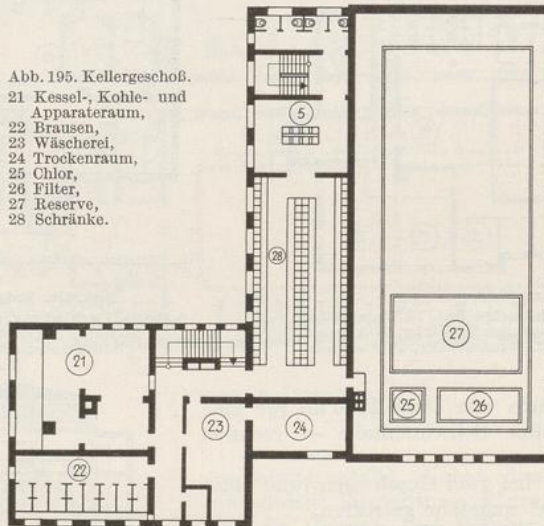 Abb. 195. Kellergeschoß.
21 Kessel-, Kohle- und
Apparateraum,
22 Brausen,
23 Wäscherei,
24 Trockenraum,
25 Chlor,
26 Filter,
27 Reserve,
28 Schränke.
5
28
27
25
26
21
23
24
22